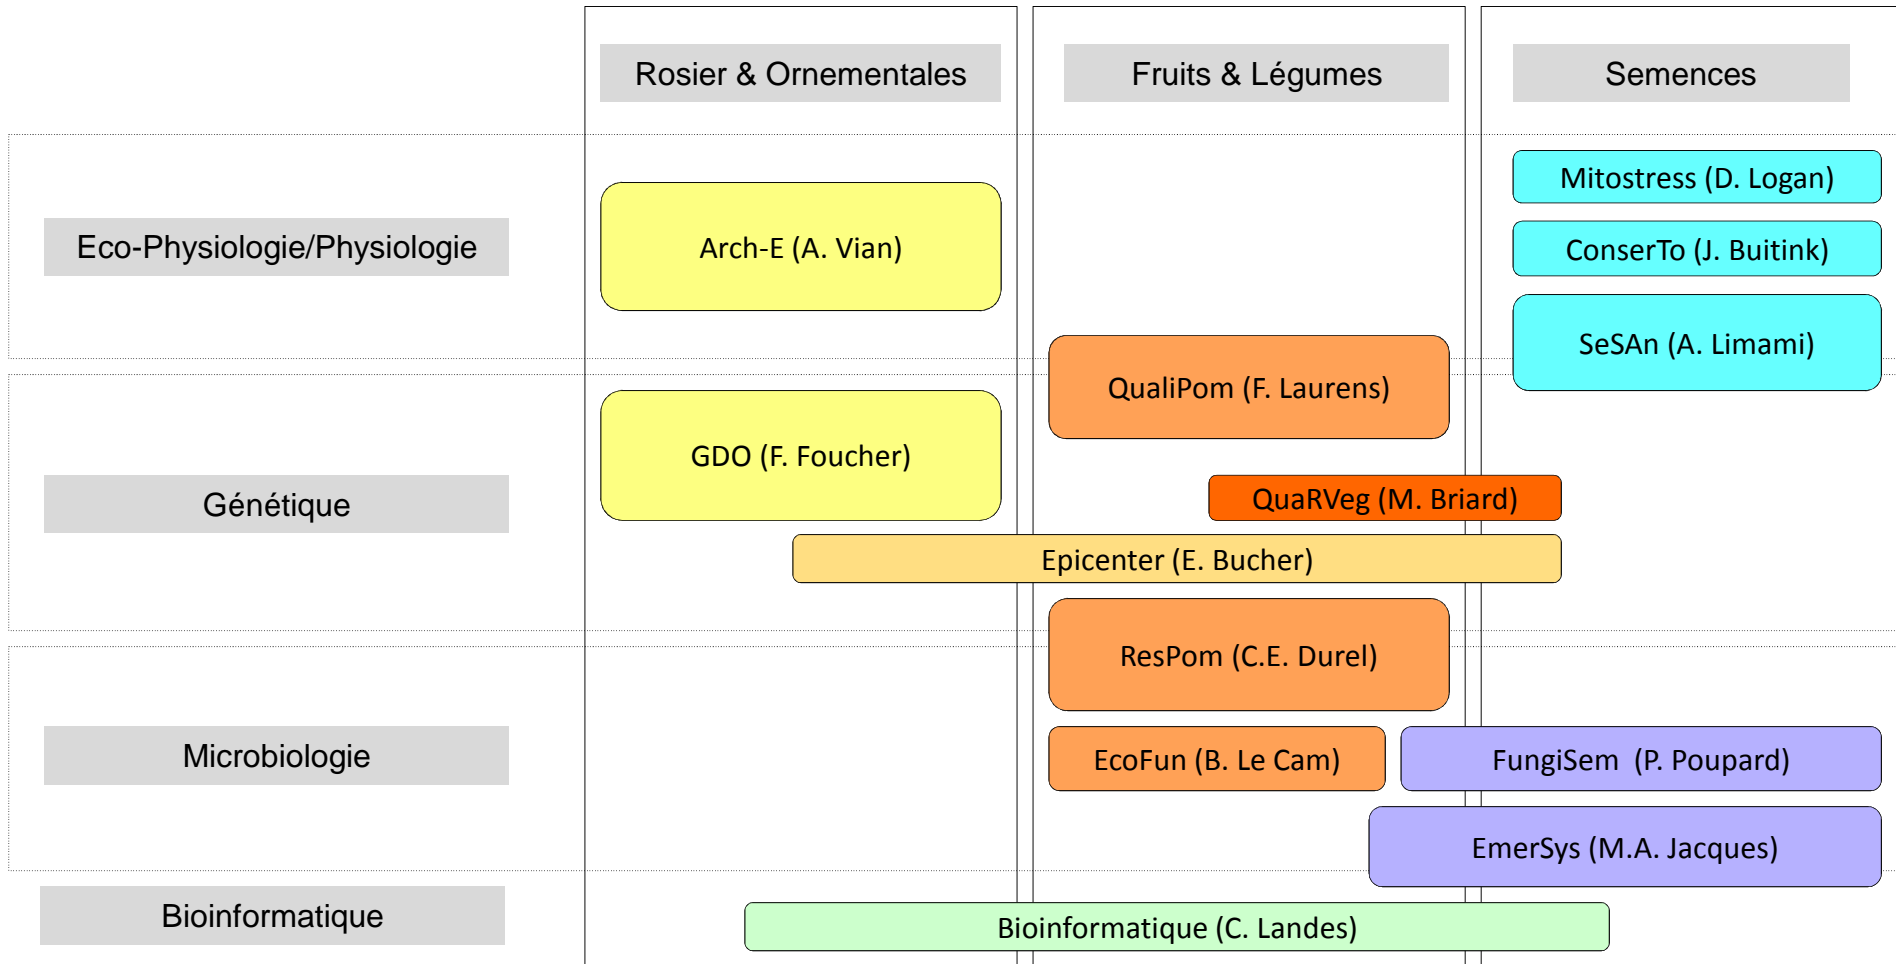 Rosier & Ornementales
Fruits & Légumes
Semences
Eco-Physiologie/Physiologie
Arch-E (A. Vian)
Mitostress (D. Logan)
ConserTo (J. Buitink)
SeSAn (A. Limami)
QualiPom (F. Laurens)
Génétique
GDO (F. Foucher)
QuaRVeg (M. Briard)
Epicenter (E. Bucher)
ResPom (C.E. Durel)
Microbiologie
EcoFun (B. Le Cam)
FungiSem (P. Poupard)
EmerSys (M.A. Jacques)
Bioinformatique
Bioinformatique (C. Landes)